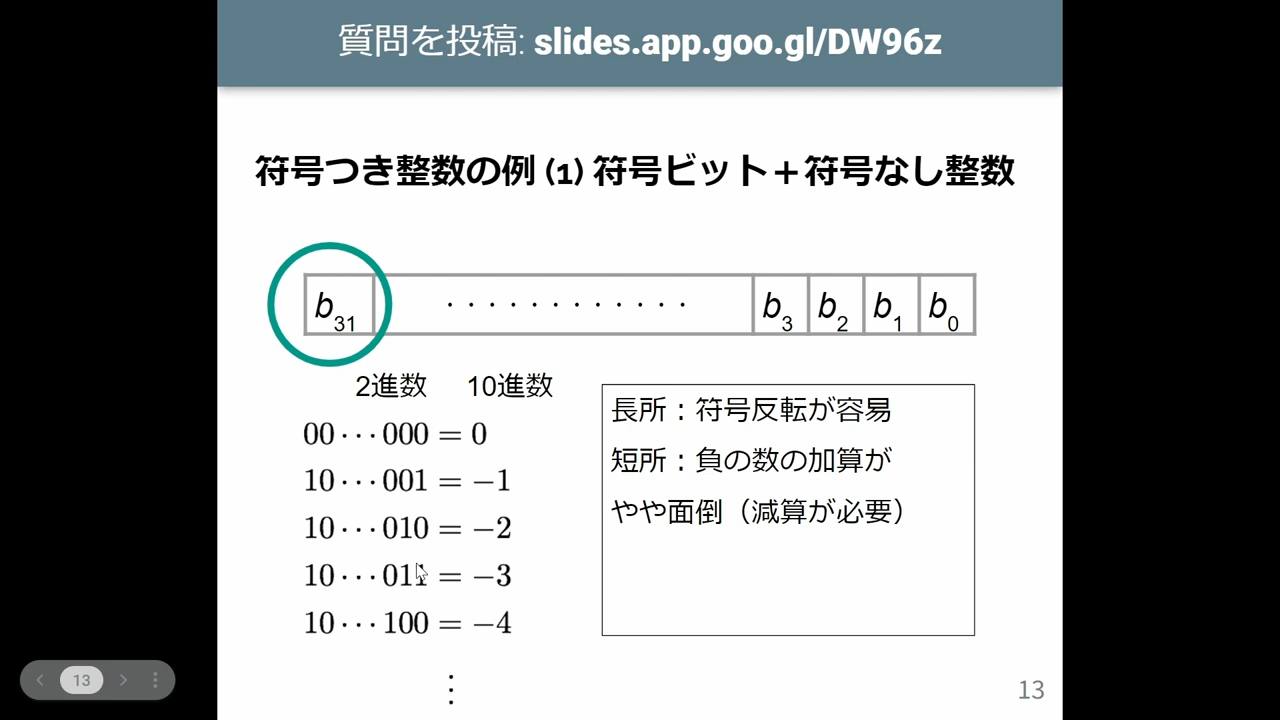 質問を投稿: slides.app.goo.gl/DW96z
符号つき整数の例 (1) 符号ビット＋符号なし整数
b31 ············ b3 b2 b1 b0
2進数 10進数
00···000 = 0
10···001 = −1
10···010 = −2
10···011 = −3
10···100 = −4
⋮
長所：符号反転が容易
短所：負の数の加算が
やや面倒（減算が必要）
13
13